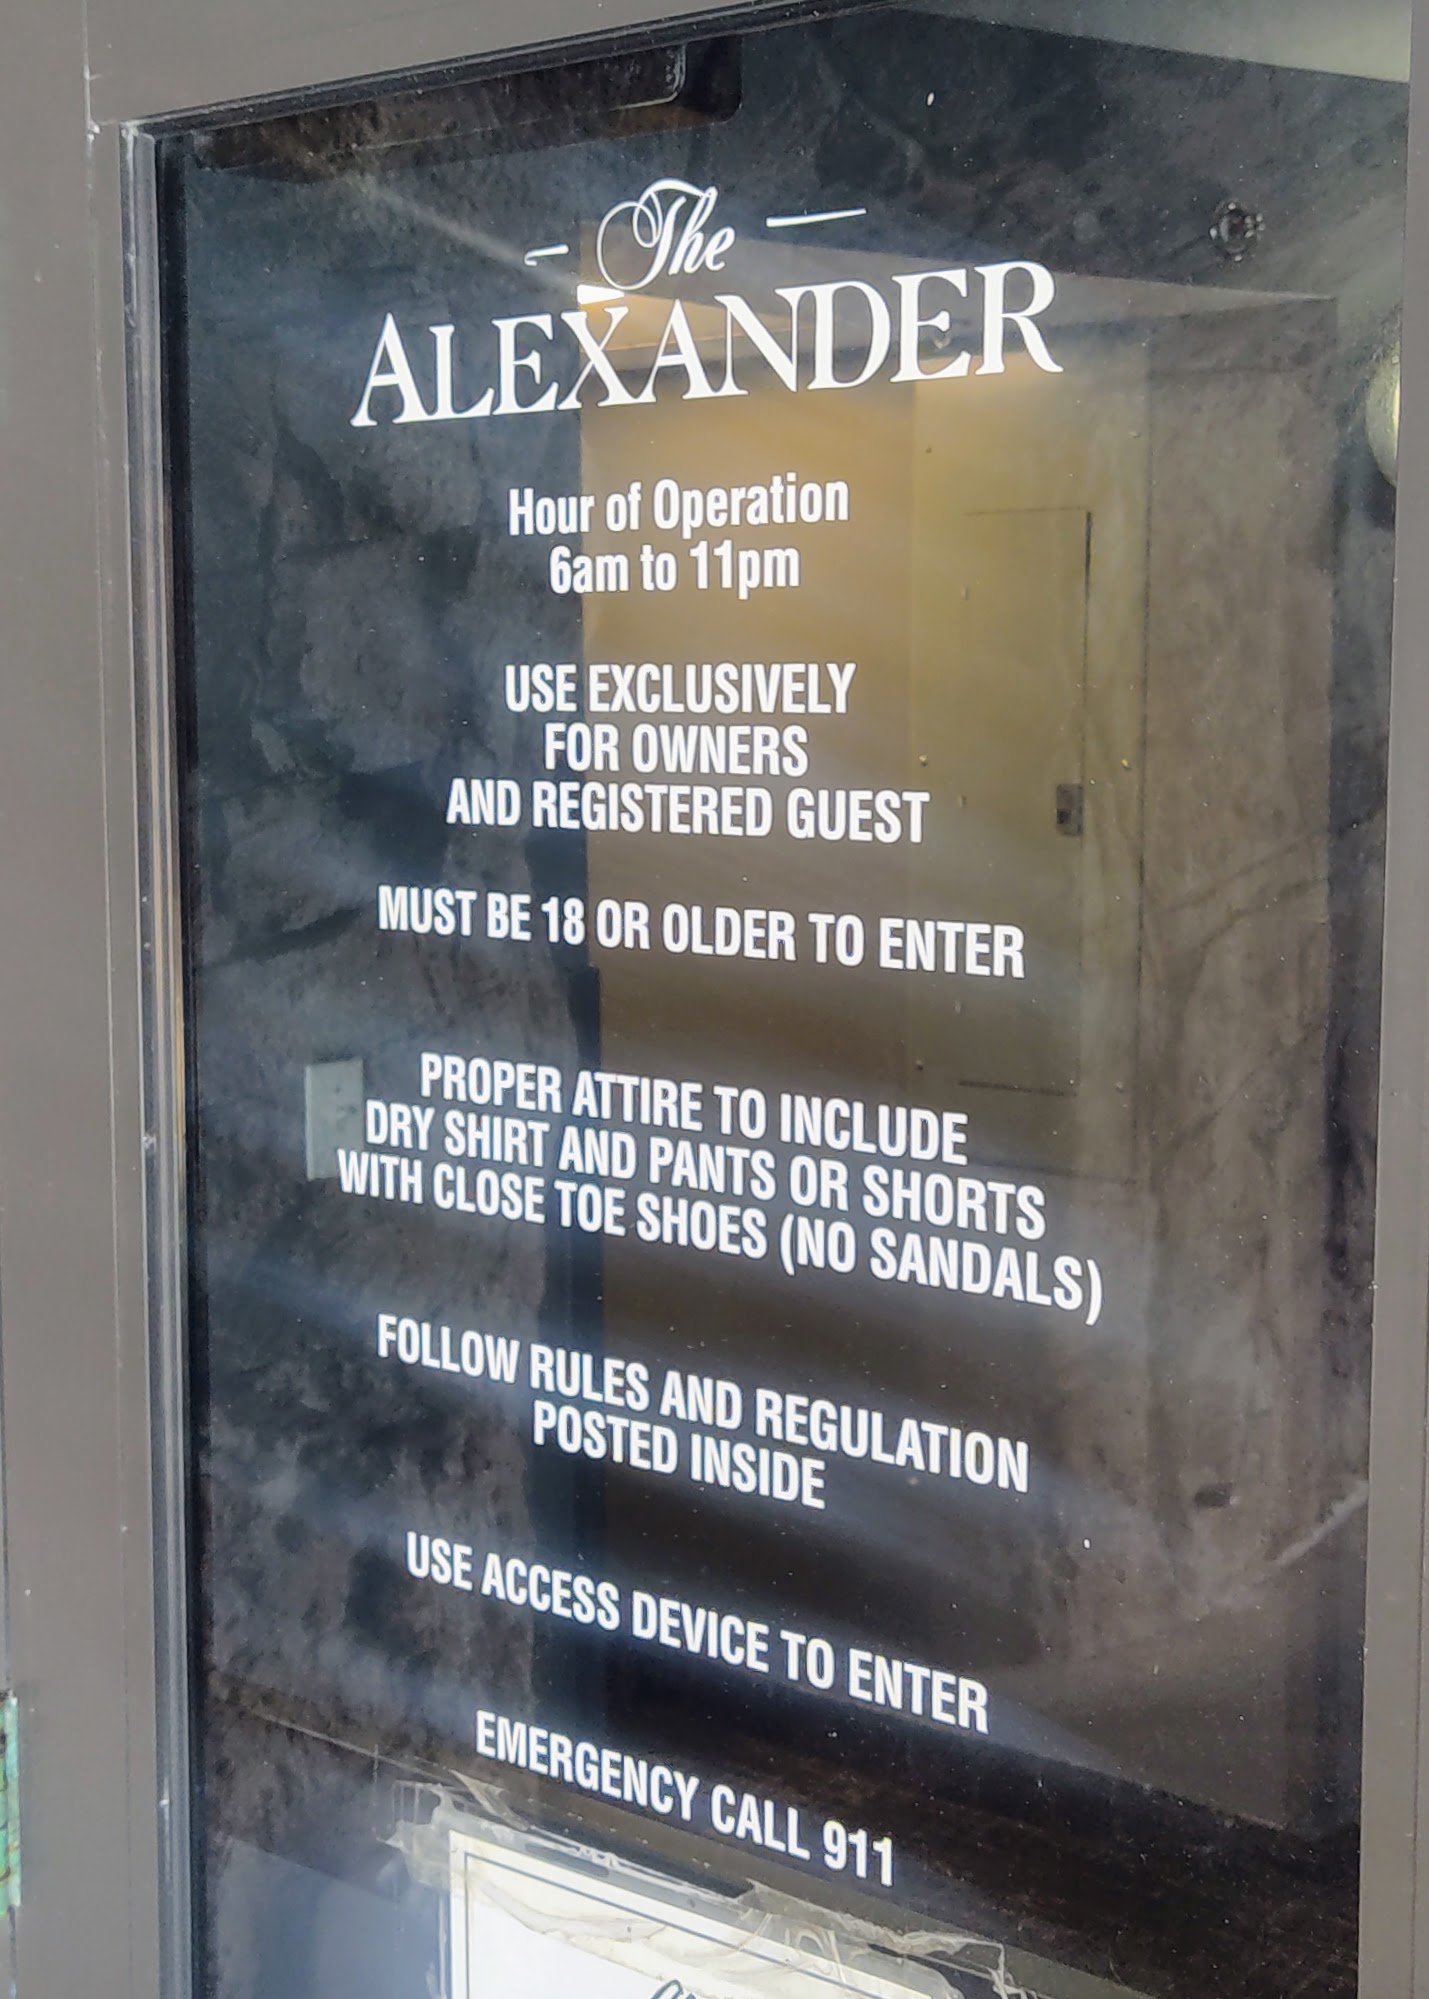 The
ALEXANDER
Hour of Operation
6am to 11pm
USE EXCLUSIVELY
FOR OWNERS
AND REGISTERED GUEST
MUST BE 18 OR OLDER TO ENTER
PROPER ATTIRE TO INCLUDE
DRY SHIRT AND PANTS OR SHORTS
WITH CLOSE TOE SHOES (NO SANDALS)
FOLLOW RULES AND REGULATION
POSTED INSIDE
USE ACCESS DEVICE TO ENTER
EMERGENCY CALL 911